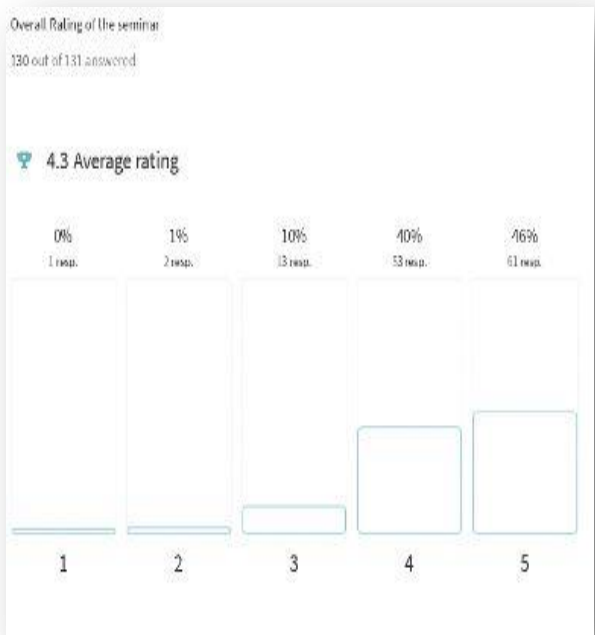 Overall Rating of the seminar
130 out of 131 answered
4.3 Average rating
0% 1% 10% 40% 46%
1 resp. 2 resp. 13 resp. 53 resp. 61 resp.
1 2 3 4 5